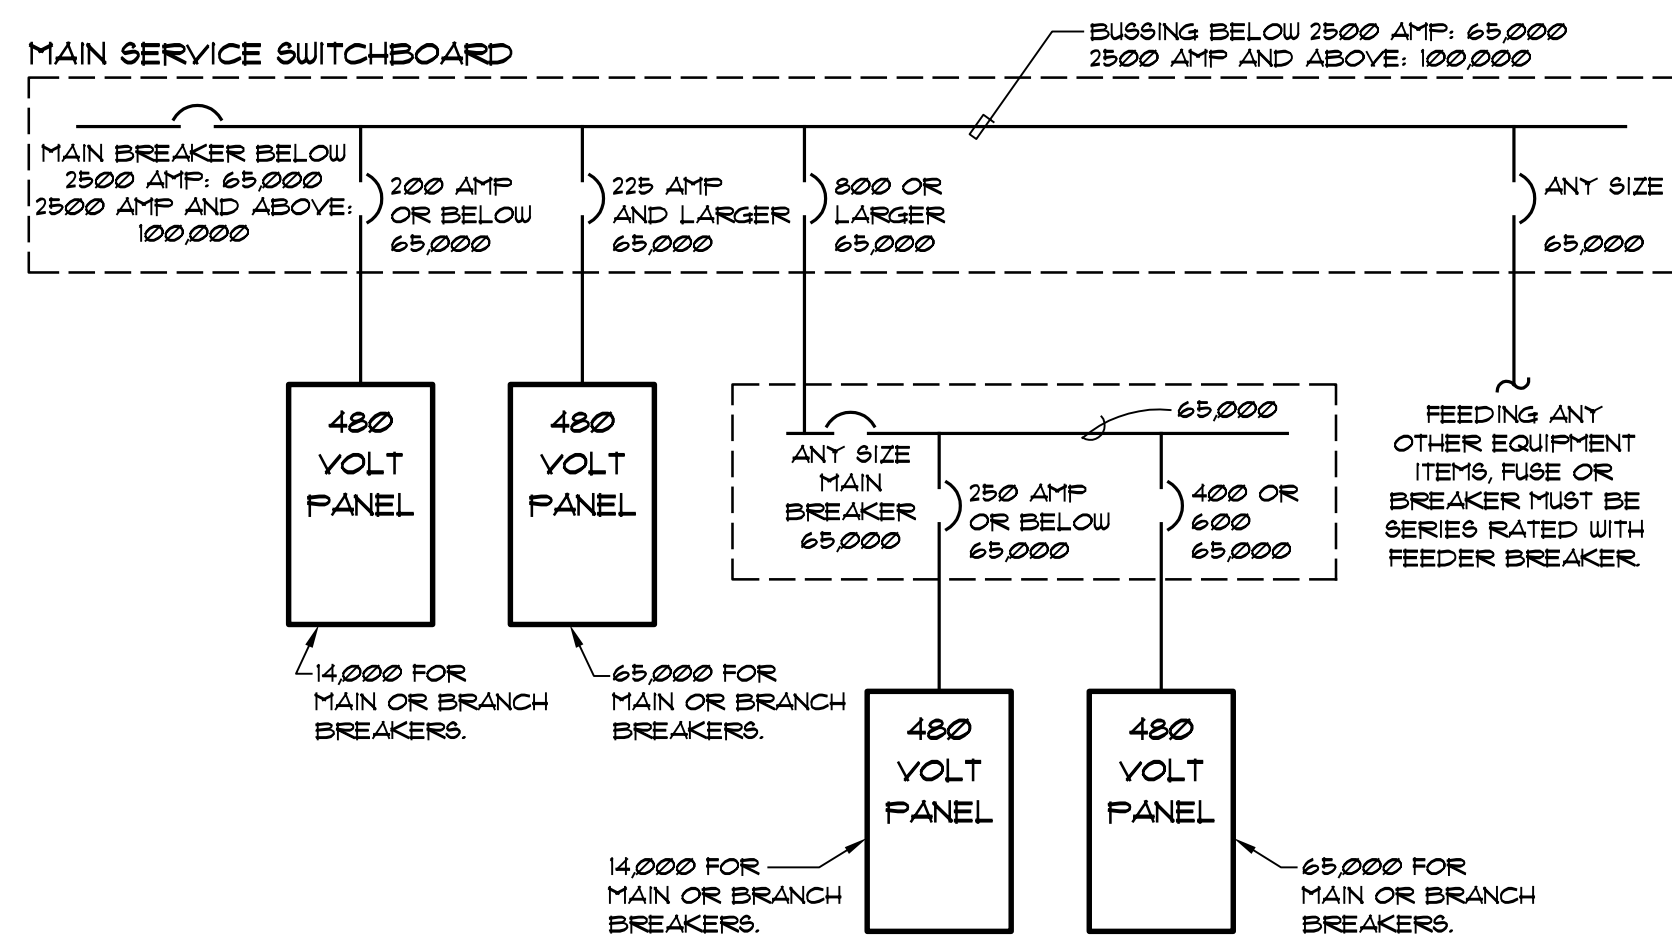 BUSSING BELOW 2500 AMP: 65,000
2500 AMP AND ABOVE: 100,000
MAIN SERVICE SWITCHBOARD
MAIN BREAKER BELOW
2500 AMP: 65,000
2500 AMP AND ABOVE:
100,000
200 AMP
OR BELOW
65,000
225 AMP
AND LARGER
65,000
800 OR
LARGER
65,000
ANY SIZE
65,000
480
VOLT
PANEL
14,000 FOR
MAIN OR BRANCH
BREAKERS.
480
VOLT
PANEL
65,000 FOR
MAIN OR BRANCH
BREAKERS.
65,000
ANY SIZE
MAIN
BREAKER
65,000
250 AMP
OR BELOW
65,000
400 OR
600
65,000
FEEDING ANY
OTHER EQUIPMENT
ITEMS, FUSE OR
BREAKER MUST BE
SERIES RATED WITH
FEEDER BREAKER.
480
VOLT
PANEL
14,000 FOR
MAIN OR BRANCH
BREAKERS.
480
VOLT
PANEL
65,000 FOR
MAIN OR BRANCH
BREAKERS.